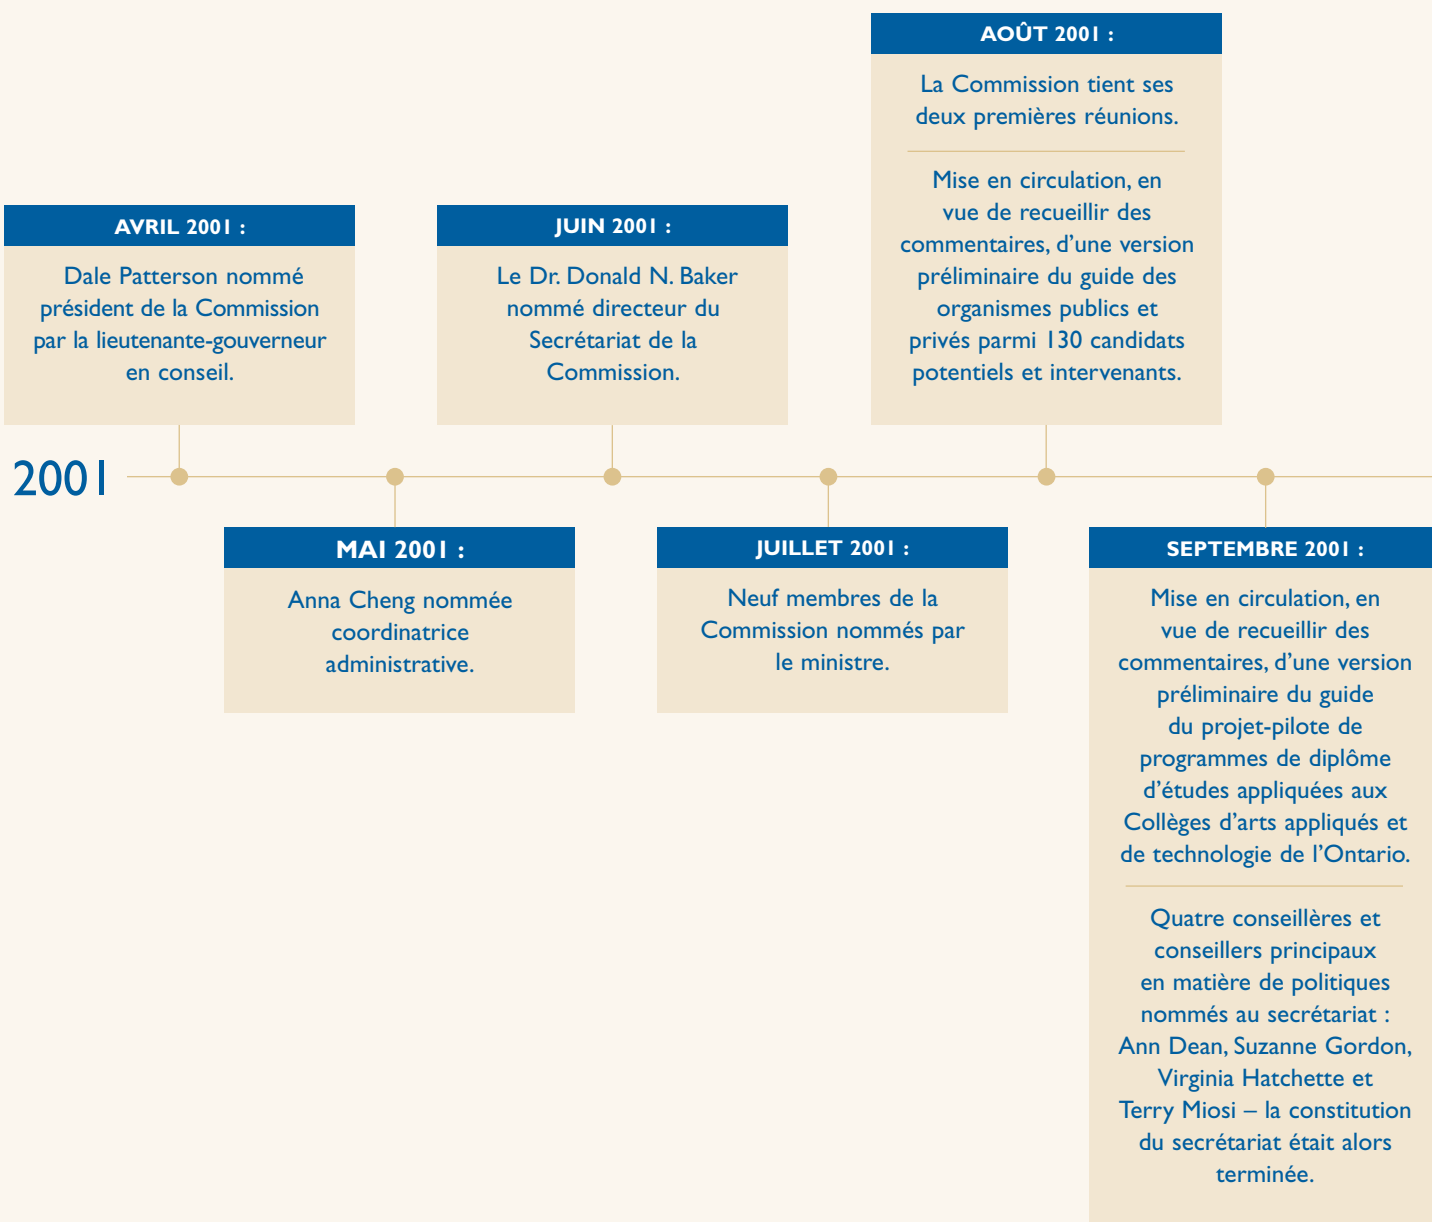 2001
AVRIL 2001 :
Dale Patterson nommé
président de la Commission
par la lieutenante-gouverneur
en conseil.
MAI 2001 :
Anna Cheng nommée
coordinatrice
administrative.
JUIN 2001 :
Le Dr. Donald N. Baker
nommé directeur du
Secrétariat de la
Commission.
JUILLET 2001 :
Neuf membres de la
Commission nommés par
le ministre.
AOÛT 2001 :
La Commission tient ses
deux premières réunions.
Mise en circulation, en
vue de recueillir des
commentaires, d’une version
préliminaire du guide des
organismes publics et
privés parmi 130 candidats
potentiels et intervenants.
SEPTEMBRE 2001 :
Mise en circulation, en
vue de recueillir des
commentaires, d’une version
préliminaire du guide
du projet-pilote de
programmes de diplôme
d’études appliquées aux
Collèges d’arts appliqués et
de technologie de l’Ontario.
Quatre conseillères et
conseillers principaux
en matière de politiques
nommés au secrétariat :
Ann Dean, Suzanne Gordon,
Virginia Hatchette et
Terry Miosi – la constitution
du secrétariat était alors
terminée.